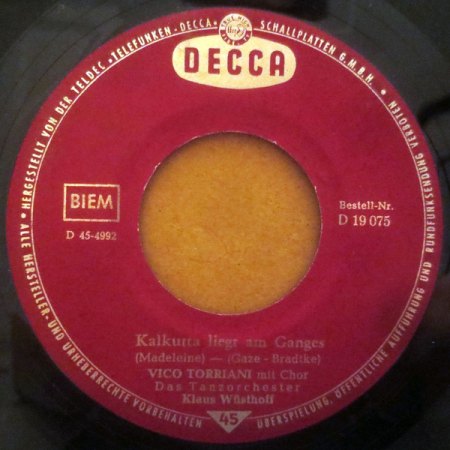 HERGESTELLT VON DER TELDEC • »TELEFUNKEN-DECCA« SCHALLPLATTEN G.M.B.H.
DECCA
BIEM
D 45-4992
Bestell-Nr.
D 19 075
Kalkutta liegt am Ganges
(Madeleine) — (Gaze - Bradtke)
VICO TORRIANI mit Chor
Das Tanzorchester
Klaus Wüsthoff
45
• ALLE HERSTELLER- UND URHEBERRECHTE VORBEHALTEN
ÜBERSPIELUNG, ÖFFENTLICHE AUFFÜHRUNG UND RUNDFUNKSENDUNG VERBOTEN